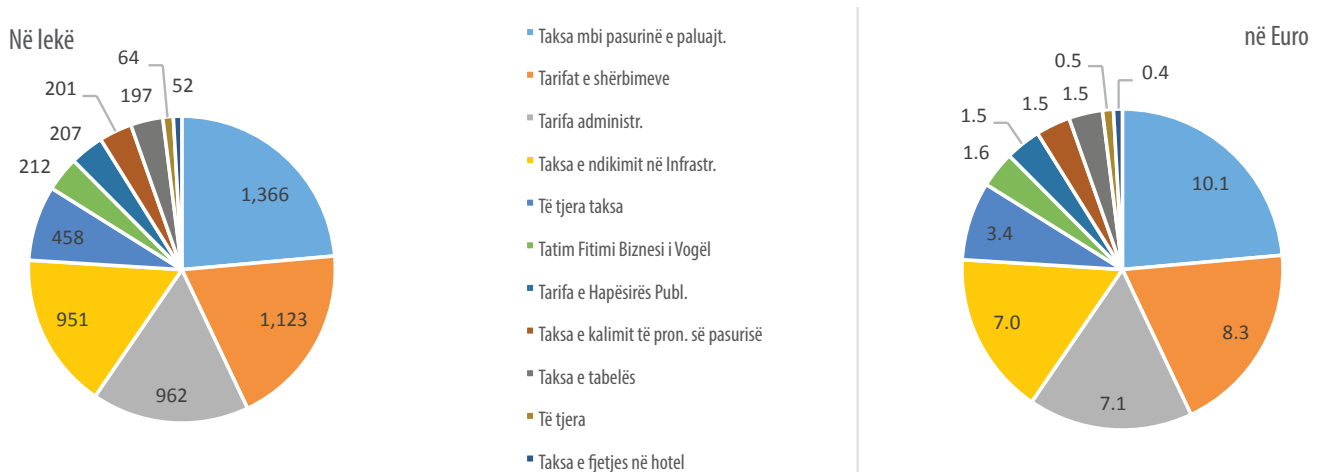 Në lekë
64
52
201
197
207
212
1,366
458
951
1,123
962
Taksa mbi pasurinë e paluajt.
Tarifat e shërbimeve
Tarifa administr.
Taksa e ndikimit në Infrastr.
Të tjera taksa
Tatim Fitimi Biznesi i Vogël
Tarifa e Hapësirës Publ.
Taksa e kalimit të pron. së pasurisë
Taksa e tabelës
Të tjera
Taksa e fjetjes në hotel
në Euro
0.5
0.4
1.5
1.5
1.5
1.6
10.1
3.4
7.0
8.3
7.1